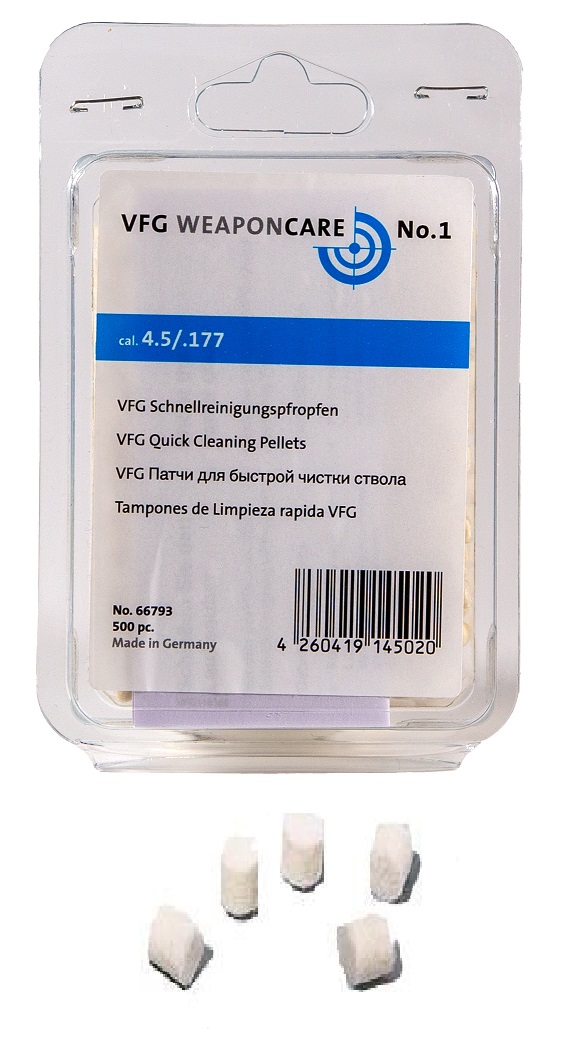 VFG WEAPONCARE No.1
cal. 4.5/.177
VFG Schnellreinigungspfropfen
VFG Quick Cleaning Pellets
VFG Патчи для быстрой чистки ствола
Tampones de Limpieza rapida VFG
No. 66793
500 pc.
Made in Germany
4 260419 145020